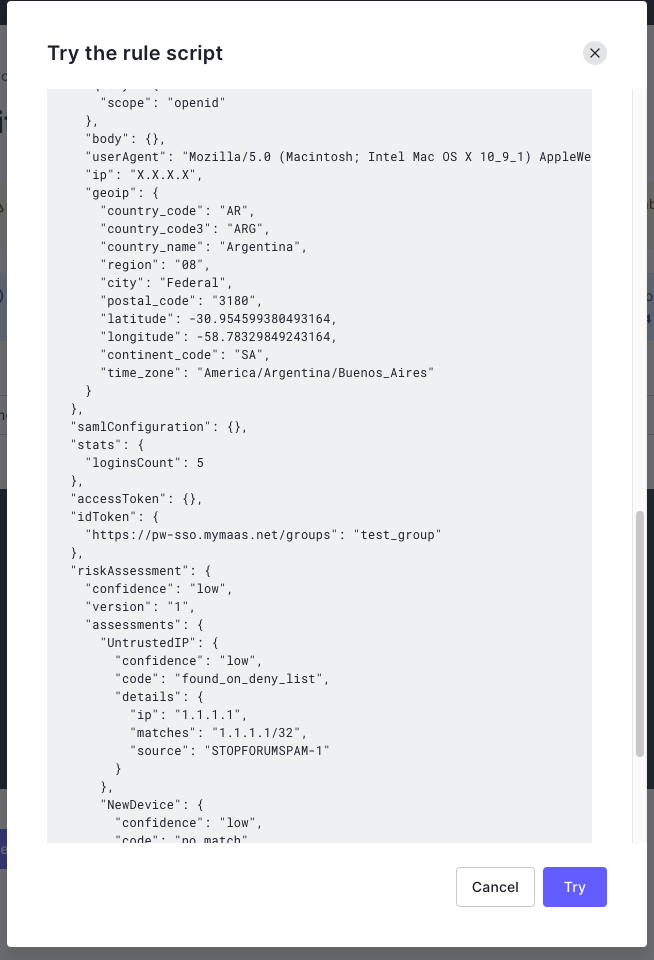 Try the rule script
"scope": "openid"
},
"body": {},
"userAgent": "Mozilla/5.0 (Macintosh; Intel Mac OS X 10_9_1) AppleWe
"ip": "X.X.X.X",
"geoip": {
"country_code": "AR",
"country_code3": "ARG",
"country_name": "Argentina",
"region": "08",
"city": "Federal",
"postal_code": "3180",
"latitude": -30.954599380493164,
"longitude": -58.78329849243164,
"continent_code": "SA",
"time_zone": "America/Argentina/Buenos_Aires"
}
},
"samlConfiguration": {},
"stats": {
"loginsCount": 5
},
"accessToken": {},
"idToken": {
"https://pw-sso.mymaas.net/groups": "test_group"
},
"riskAssessment": {
"confidence": "low",
"version": "1",
"assessments": {
"UntrustedIP": {
"confidence": "low",
"code": "found_on_deny_list",
"details": {
"ip": "1.1.1.1",
"matches": "1.1.1.1/32",
"source": "STOPFORUMSPAM-1"
}
},
"NewDevice": {
"confidence": "low",
"code": "no_match"
Cancel
Try